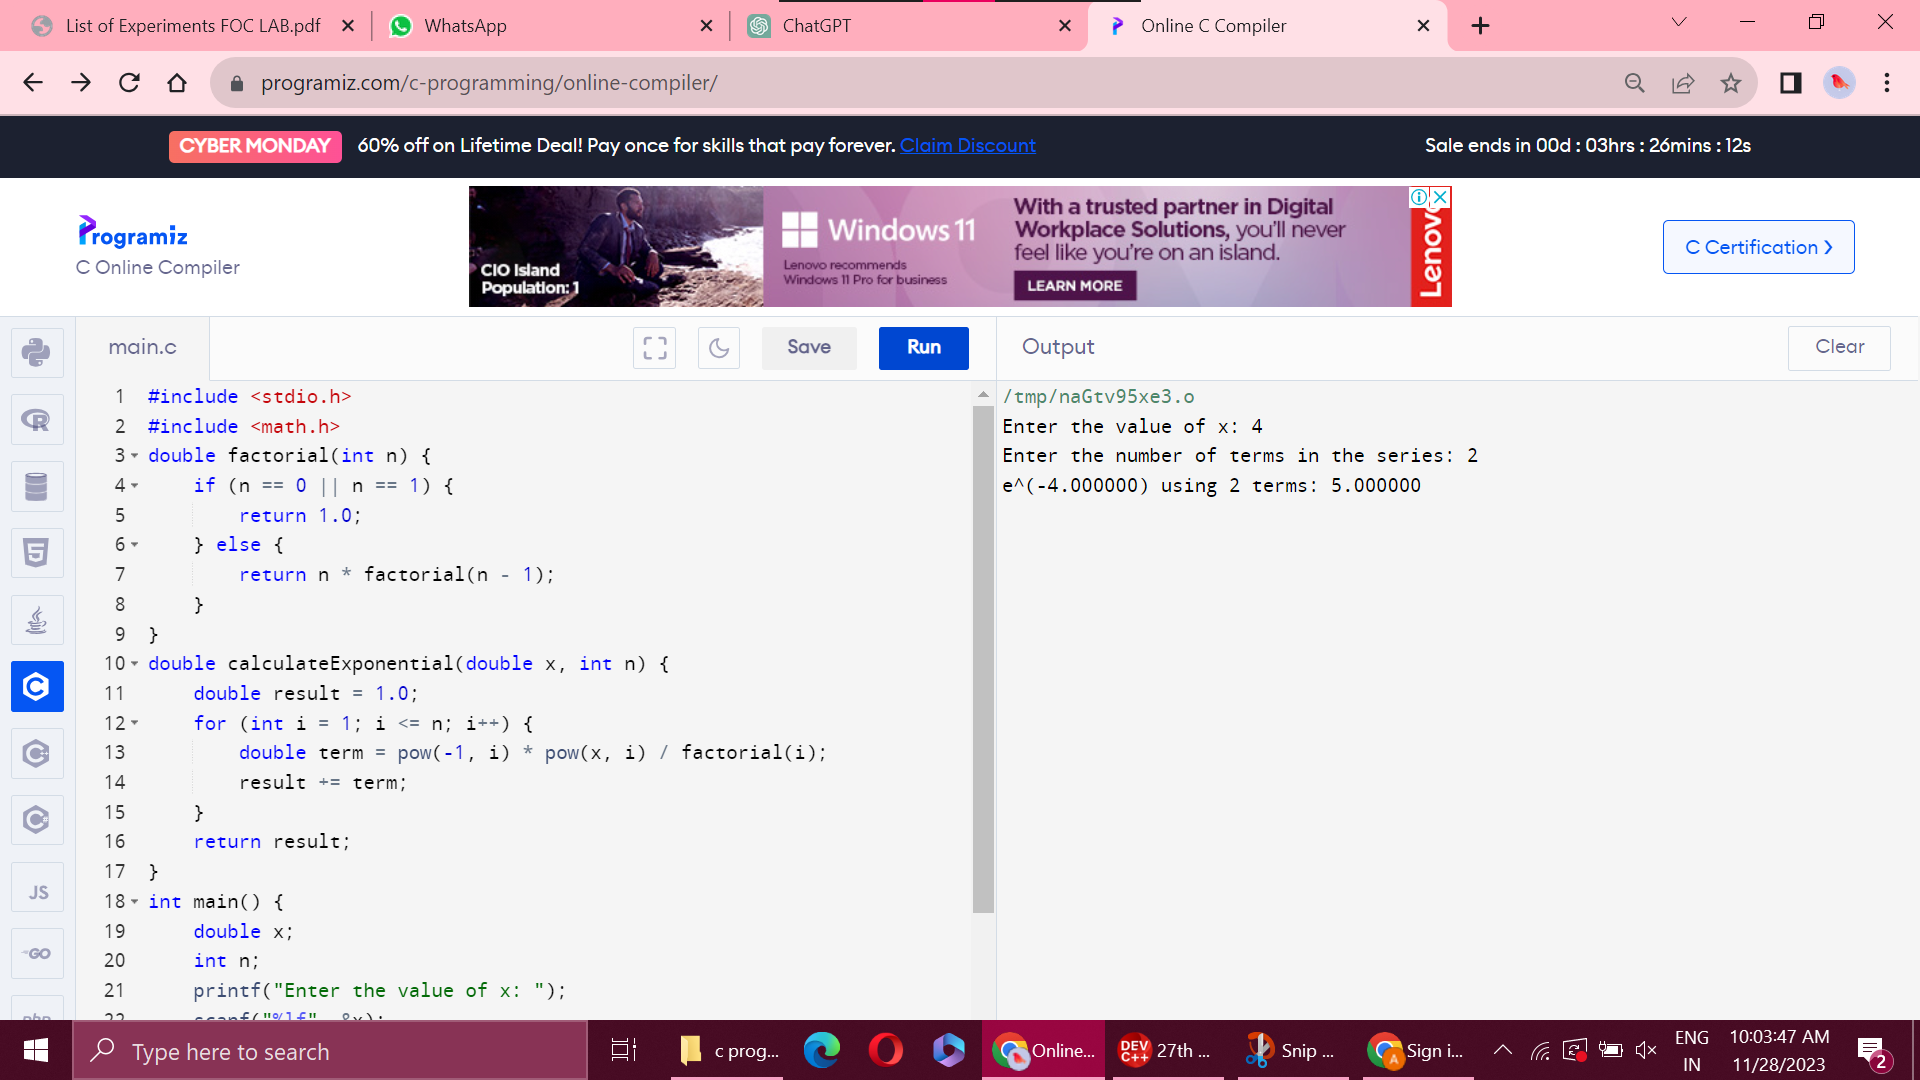 List of Experiments FOC LAB.pdf
WhatsApp
ChatGPT
Online C Compiler
programiz.com/c-programming/online-compiler/
CYBER MONDAY 60% off on Lifetime Deal! Pay once for skills that pay forever. Claim Discount
Sale ends in 00d : 03hrs : 26mins : 12s
Programiz
C Online Compiler
CIO Island
Population: 1
Windows 11
Lenovo recommends
Windows 11 Pro for business
With a trusted partner in Digital
Workplace Solutions, you'll never
feel like you're on an island.
LEARN MORE
Lenovo
C Certification
main.c
Save
Run
Output
Clear
1 #include <stdio.h>
2 #include <math.h>
3 double factorial(int n) {
4 if (n == 0 || n == 1) {
5 return 1.0;
6 } else {
7 return n * factorial(n - 1);
8 }
9 }
10 double calculateExponential(double x, int n) {
11 double result = 1.0;
12 for (int i = 1; i <= n; i++) {
13 double term = pow(-1, i) * pow(x, i) / factorial(i);
14 result += term;
15 }
16 return result;
17 }
18 int main() {
19 double x;
20 int n;
21 printf("Enter the value of x: ");
22 scanf("%lf", &x);
/tmp/naGtv95xe3.o
Enter the value of x: 4
Enter the number of terms in the series: 2
e^(-4.000000) using 2 terms: 5.000000
JS
GO
php
Type here to search
c prog...
Online...
DEV
C++
27th ...
Snip ...
A
Sign i...
ENG
IN
10:03:47 AM
11/28/2023
2